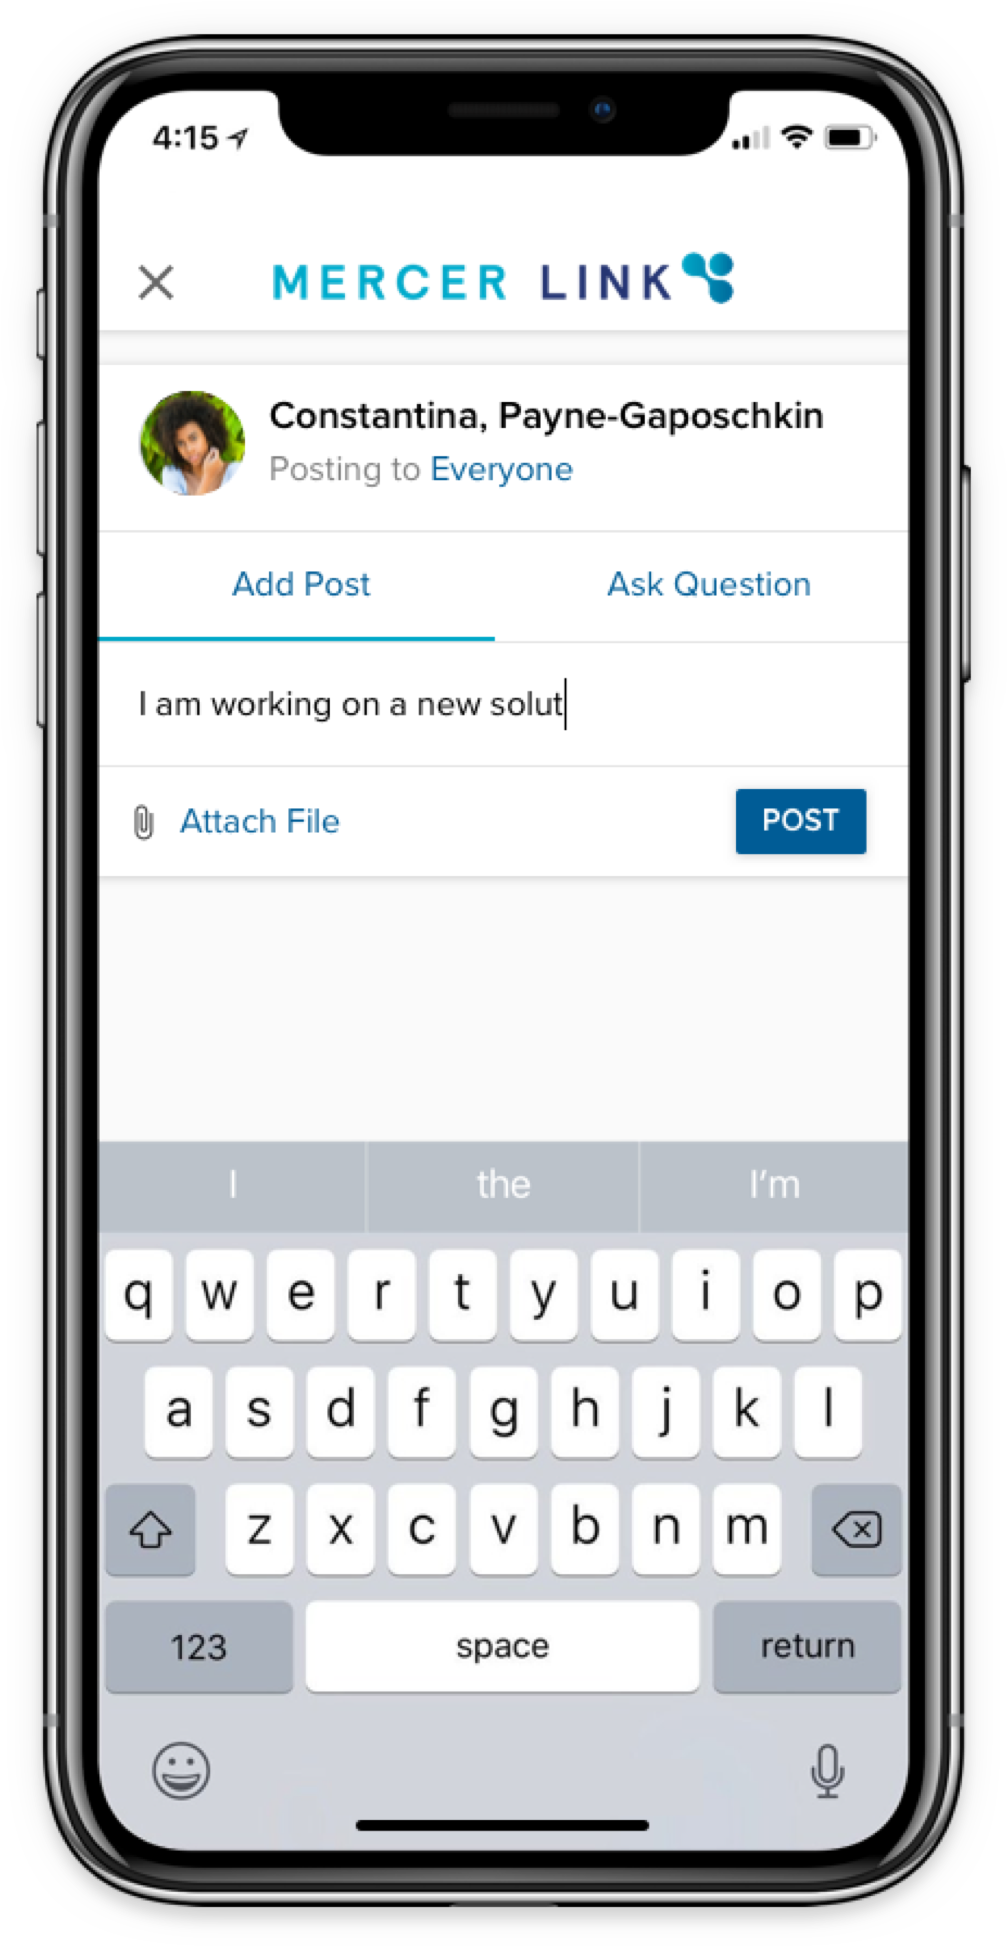 4:15
MERCER LINK
Constantina, Payne-Gaposchkin
Posting to Everyone
Add Post Ask Question
I am working on a new solut
Attach File POST
I the I'm
q w e r t y u i o p
a s d f g h j k l
z x c v b n m
123 space return